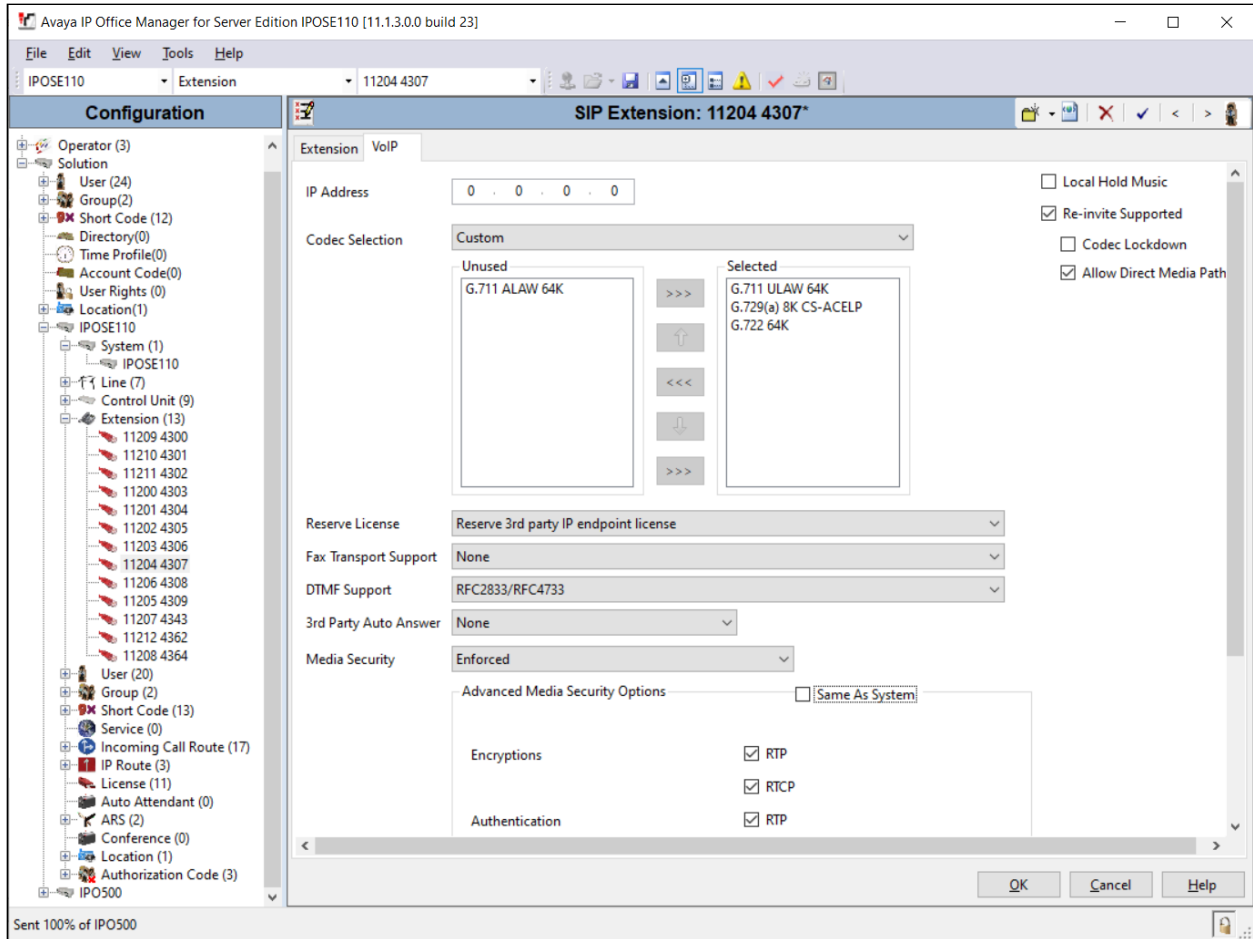 Avaya IP Office Manager for Server Edition IPOSE110 [11.1.3.0.0 build 23]
File Edit View Tools Help
IPOSE110 Extension 11204 4307
Configuration
Operator (3)
Solution
User (24)
Group(2)
Short Code (12)
Directory(0)
Time Profile(0)
Account Code(0)
User Rights (0)
Location(1)
IPOSE110
System (1)
IPOSE110
Line (7)
Control Unit (9)
Extension (13)
11209 4300
11210 4301
11211 4302
11200 4303
11201 4304
11202 4305
11203 4306
11204 4307
11206 4308
11205 4309
11207 4343
11212 4362
11208 4364
User (20)
Group (2)
Short Code (13)
Service (0)
Incoming Call Route (17)
IP Route (3)
License (11)
Auto Attendant (0)
ARS (2)
Conference (0)
Location (1)
Authorization Code (3)
IPO500
SIP Extension: 11204 4307*
Extension VoIP
IP Address 0 . 0 . 0 . 0
Codec Selection Custom
Unused
G.711 ALAW 64K
>>>
<<<
>>>
Selected
G.711 ULAW 64K
G.729(a) 8K CS-ACELP
G.722 64K
Local Hold Music
Re-invite Supported
Codec Lockdown
Allow Direct Media Path
Reserve License Reserve 3rd party IP endpoint license
Fax Transport Support None
DTMF Support RFC2833/RFC4733
3rd Party Auto Answer None
Media Security Enforced
Advanced Media Security Options Same As System
Encryptions RTP
RTCP
Authentication RTP
OK Cancel Help
Sent 100% of IPO500